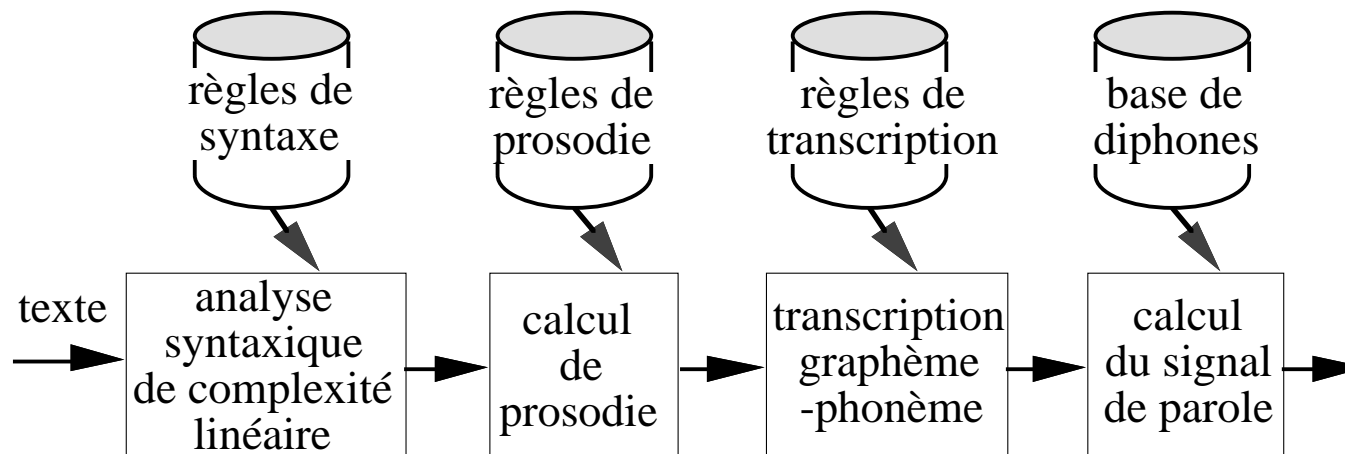 règles de
syntaxe
règles de
prosodie
règles de
transcription
base de
diphones
texte
analyse
syntaxique
de complexité
linéaire
calcul
de
prosodie
transcription
graphème
-phonème
calcul
du signal
de parole